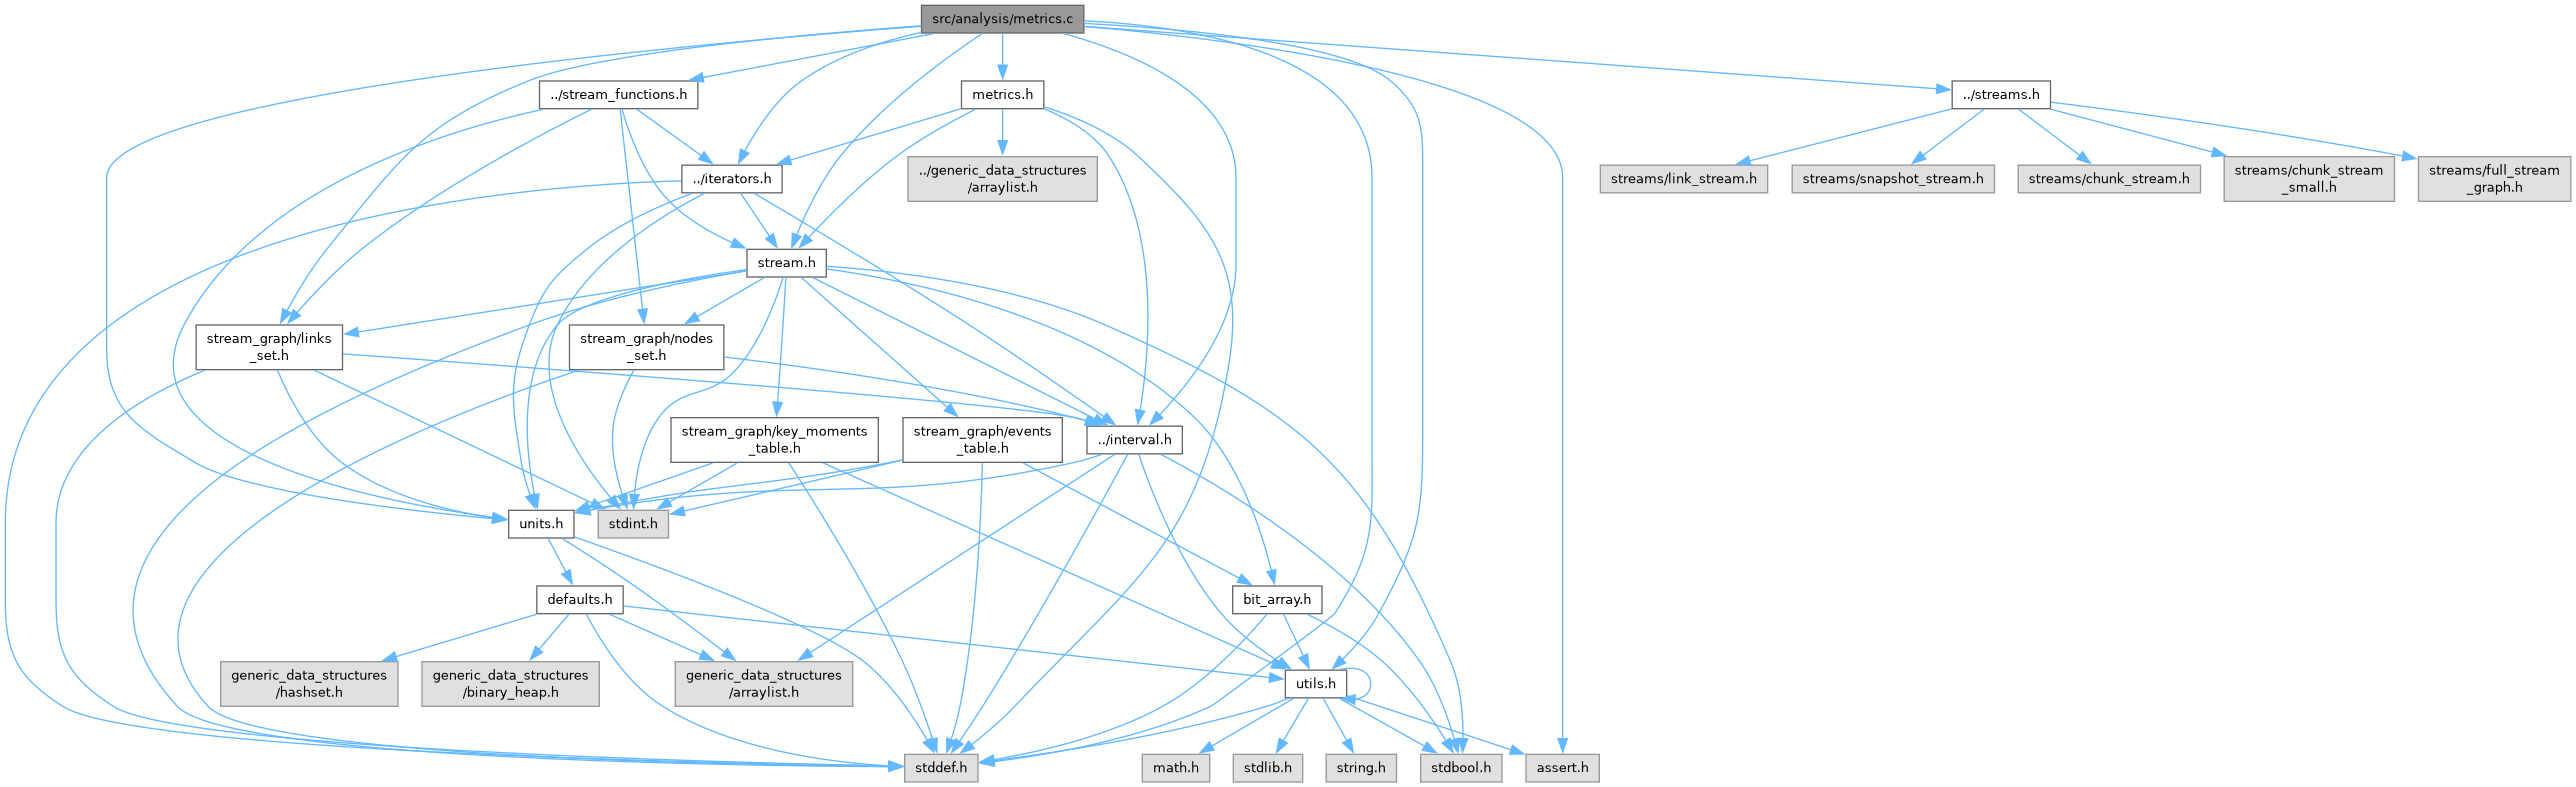 src/analysis/metrics.c
../stream_functions.h
metrics.h
../streams.h
../iterators.h
../generic_data_structures
/arraylist.h
streams/link_stream.h
streams/snapshot_stream.h
streams/chunk_stream.h
streams/chunk_stream
_small.h
streams/full_stream
_graph.h
stream.h
stream_graph/links
_set.h
stream_graph/nodes
_set.h
stream_graph/key_moments
_table.h
stream_graph/events
_table.h
../interval.h
units.h
stdint.h
defaults.h
bit_array.h
generic_data_structures
/hashset.h
generic_data_structures
/binary_heap.h
generic_data_structures
/arraylist.h
utils.h
stddef.h
math.h
stdlib.h
string.h
stdbool.h
assert.h